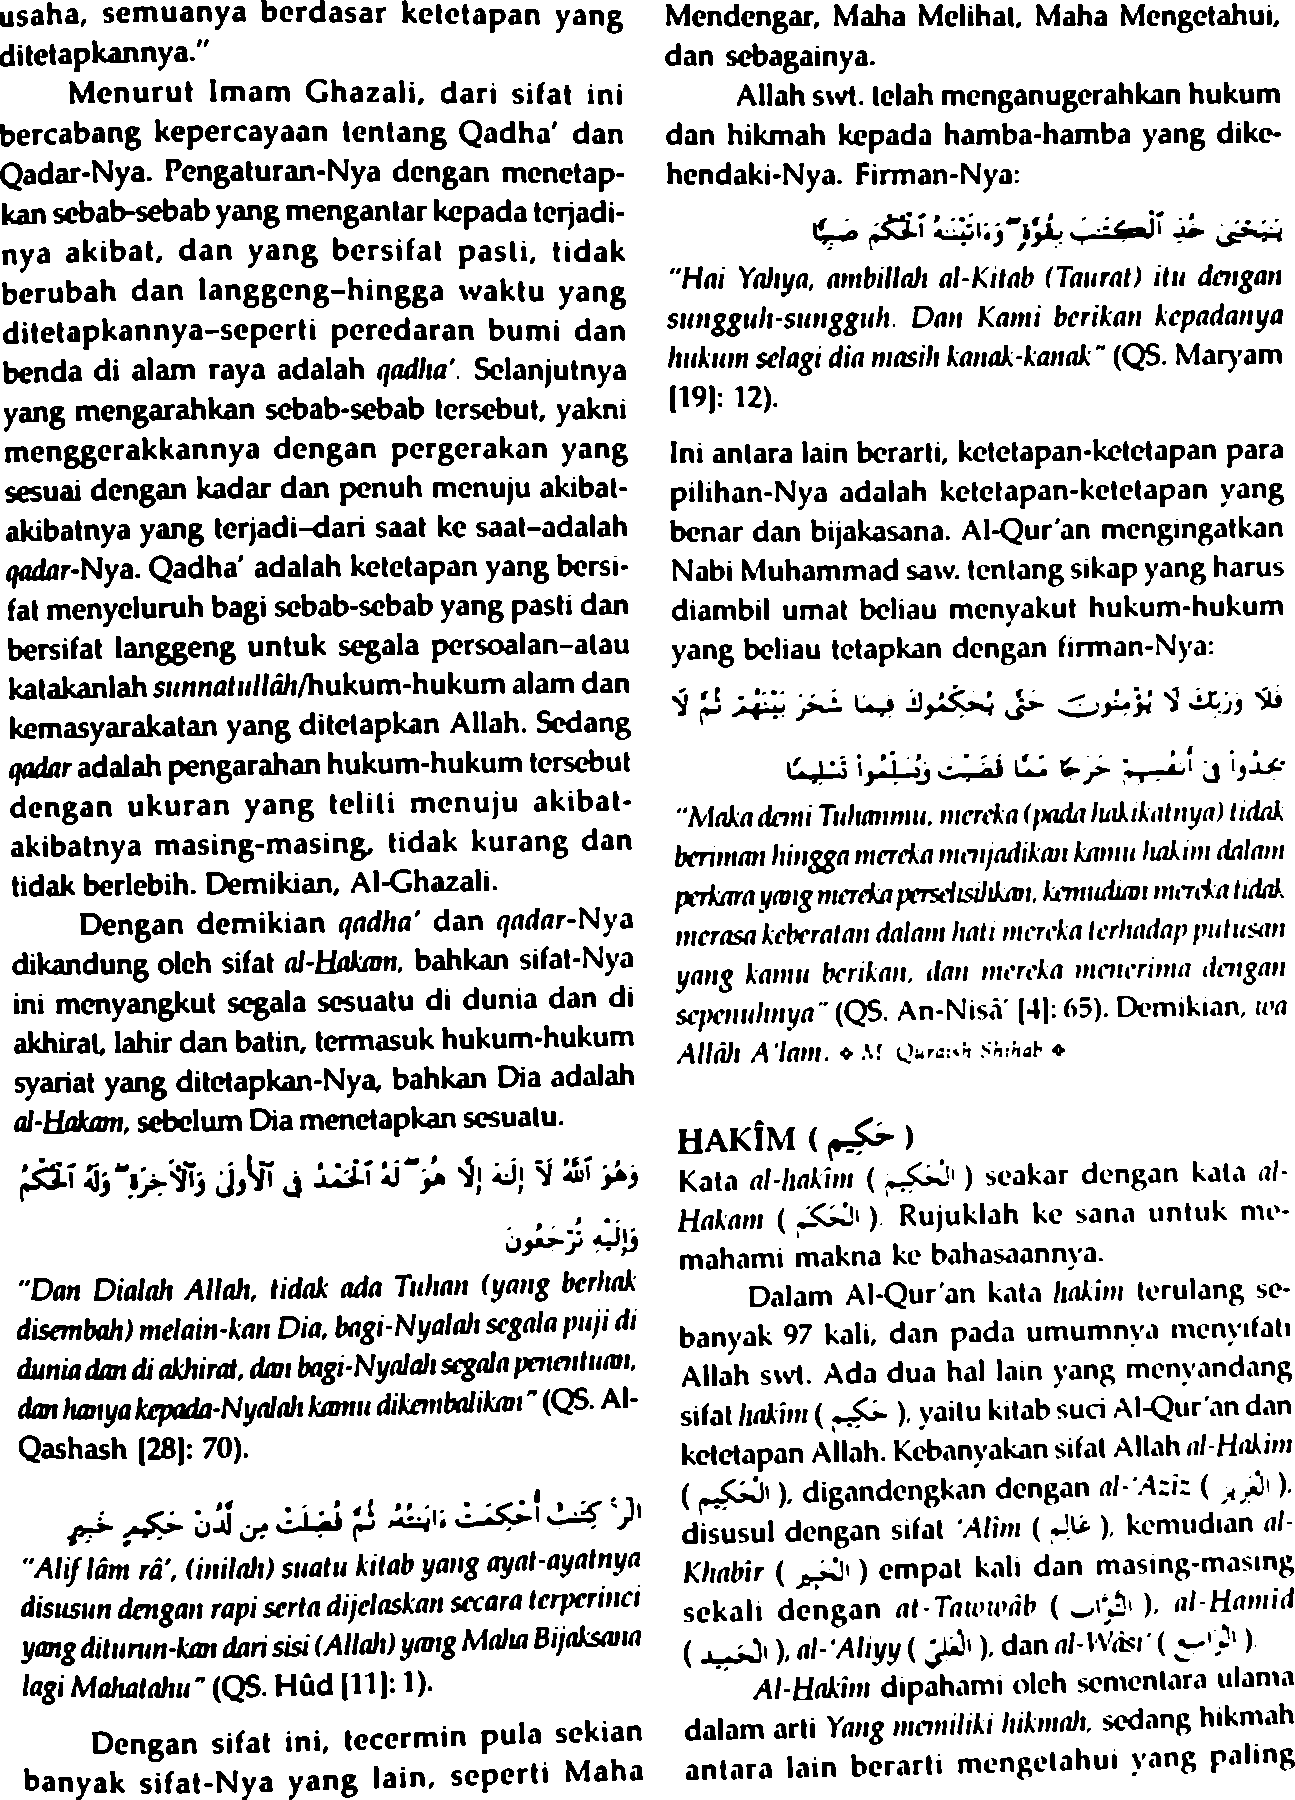 usaha, semuanya berdasar ketetapan yang
ditetapkannya."
Menurut Imam Ghazali, dari sifat ini
bercabang kepercayaan tentang Qadha' dan
Qadar-Nya. Pengaturan-Nya dengan menetap-
kan sebab-sebab yang mengantar kepada terjadi-
nya akibat, dan yang bersifat pasti, tidak
berubah dan langgeng–hingga waktu yang
ditetapkannya–seperti peredaran bumi dan
benda di alam raya adalah qadha'. Selanjutnya
yang mengarahkan sebab-sebab tersebut, yakni
menggerakkannya dengan pergerakan yang
sesuai dengan kadar dan penuh menuju akibat-
akibatnya yang terjadi–dari saat ke saat–adalah
qadar-Nya. Qadha' adalah ketetapan yang bersi-
fat menyeluruh bagi sebab-sebab yang pasti dan
bersifat langgeng untuk segala persoalan–atau
katakanlah sunnatullâh/hukum-hukum alam dan
kemasyarakatan yang ditetapkan Allah. Sedang
qadar adalah pengarahan hukum-hukum tersebut
dengan ukuran yang teliti menuju akibat-
akibatnya masing-masing, tidak kurang dan
tidak berlebih. Demikian, Al-Ghazali.
Dengan demikian qadha' dan qadar-Nya
dikandung oleh sifat al-Hakam, bahkan sifat-Nya
ini menyangkut segala sesuatu di dunia dan di
akhirat, lahir dan batin, termasuk hukum-hukum
syariat yang ditetapkan-Nya, bahkan Dia adalah
al-Hakam, sebelum Dia menetapkan sesuatu.
وَهُوَ ٱللَّهُ لَآ إِلَٰهَ إِلَّا هُوَ ۖ لَهُ ٱلْحَمْدُ فِى ٱلْأُولَىٰ وَٱلْءَاخِرَةِ ۖ وَلَهُ ٱلْحُكْمُ
وَإِلَيْهِ تُرْجَعُونَ
"Dan Dialah Allah, tidak ada Tuhan (yang berhak
disembah) melain-kan Dia, bagi-Nyalah segala puji di
dunia dan di akhirat, dan bagi-Nyalah segala penentuan,
dan hanya kepada-Nyalah kamu dikembalikan" (QS. Al-
Qashash [28]: 70).
الٓر ۚ كِتَٰبٌ أُحْكِمَتْ ءَايَٰتُهُۥ ثُمَّ فُصِّلَتْ مِن لَّدُنْ حَكِيمٍ خَبِيرٍ
"Alif lâm râ', (inilah) suatu kitab yang ayat-ayatnya
disusun dengan rapi serta dijelaskan secara terperinci
yang diturun-kan dari sisi (Allah) yang Maha Bijaksana
lagi Mahatahu" (QS. Hûd [11]: 1).
Dengan sifat ini, tecermin pula sekian
banyak sifat-Nya yang lain, seperti Maha
Mendengar, Maha Melihat, Maha Mengetahui,
dan sebagainya.
Allah swt. telah menganugerahkan hukum
dan hikmah kepada hamba-hamba yang dike-
hendaki-Nya. Firman-Nya:
يَٰيَحْيَىٰ خُذِ ٱلْكِتَٰبَ بِقُوَّةٍ ۖ وَءَاتَيْنَٰهُ ٱلْحُكْمَ صَبِيًّا
"Hai Yahya, ambillah al-Kitab (Taurat) itu dengan
sungguh-sungguh. Dan Kami berikan kepadanya
hukum selagi dia masih kanak-kanak" (QS. Maryam
[19]: 12).
Ini antara lain berarti, ketetapan-ketetapan para
pilihan-Nya adalah ketetapan-ketetapan yang
benar dan bijakasana. Al-Qur'an mengingatkan
Nabi Muhammad saw. tentang sikap yang harus
diambil umat beliau menyakut hukum-hukum
yang beliau tetapkan dengan firman-Nya:
فَلَا وَرَبِّكَ لَا يُؤْمِنُونَ حَتَّىٰ يُحَكِّمُوكَ فِيمَا شَجَرَ بَيْنَهُمْ ثُمَّ لَا
يَجِدُوا۟ فِىٓ أَنفُسِهِمْ حَرَجًا مِّمَّا قَضَيْتَ وَيُسَلِّمُوا۟ تَسْلِيمًا
"Maka demi Tuhanmu, mereka (pada hakikatnya) tidak
beriman hingga mereka menjadikan kamu hakim dalam
perkara yang mereka perselisihkan, kemudian mereka tidak
merasa keberatan dalam hati mereka terhadap putusan
yang kamu berikan, dan mereka menerima dengan
sepenuhnya" (QS. An-Nisâ' [4]: 65). Demikian, wa
Allâh A'lam. ❖ M. Quraish Shihab ❖
HAKÎM ( حَكِيم )
Kata al-hakîm ( الْحَكِيم ) seakar dengan kata al-
Hakam ( الْحَكَم ). Rujuklah ke sana untuk me-
mahami makna ke bahasaannya.
Dalam Al-Qur'an kata hakîm terulang se-
banyak 97 kali, dan pada umumnya menyifati
Allah swt. Ada dua hal lain yang menyandang
sifat hakîm ( حَكِيم ), yaitu kitab suci Al-Qur'an dan
ketetapan Allah. Kebanyakan sifat Allah al-Hakîm
( الْحَكِيم ), digandengkan dengan al-'Azîz ( الْعَزِيز ),
disusul dengan sifat 'Alîm ( عَالِم ), kemudian al-
Khabîr ( الْخَبِير ) empat kali dan masing-masing
sekali dengan at-Tawwâb ( التَّوَّاب ), al-Hamîd
( الْحَمِيد ), al-'Aliyy ( الْعَلِيّ ), dan al-Wâsi' ( الْوَاسِع ).
Al-Hakîm dipahami oleh sementara ulama
dalam arti Yang memiliki hikmah, sedang hikmah
antara lain berarti mengetahui yang paling